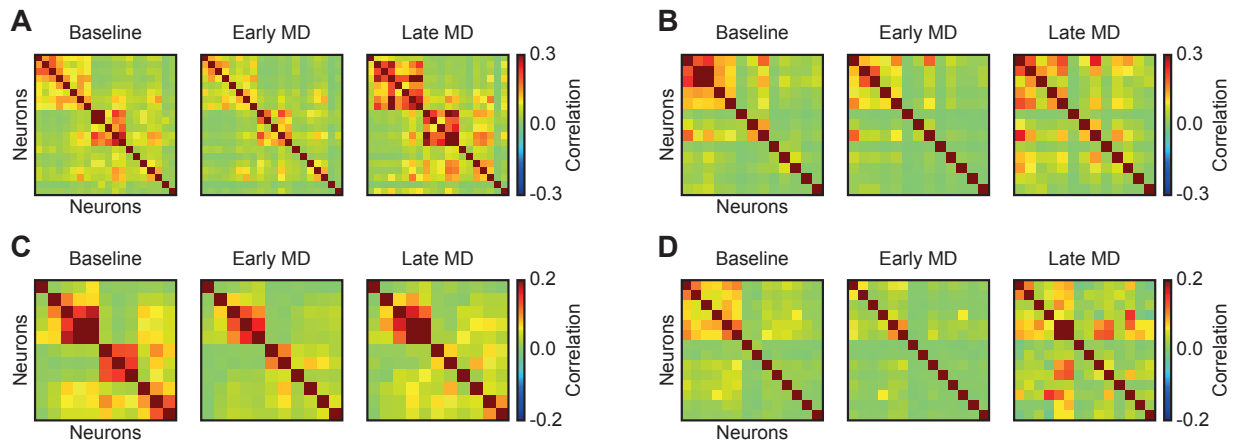 A
Baseline
Early MD
Late MD
0.3
0.0
-0.3
Correlation
Neurons
Neurons
B
Baseline
Early MD
Late MD
0.3
0.0
-0.3
Correlation
Neurons
Neurons
C
Baseline
Early MD
Late MD
0.2
0.0
-0.2
Correlation
Neurons
Neurons
D
Baseline
Early MD
Late MD
0.2
0.0
-0.2
Correlation
Neurons
Neurons